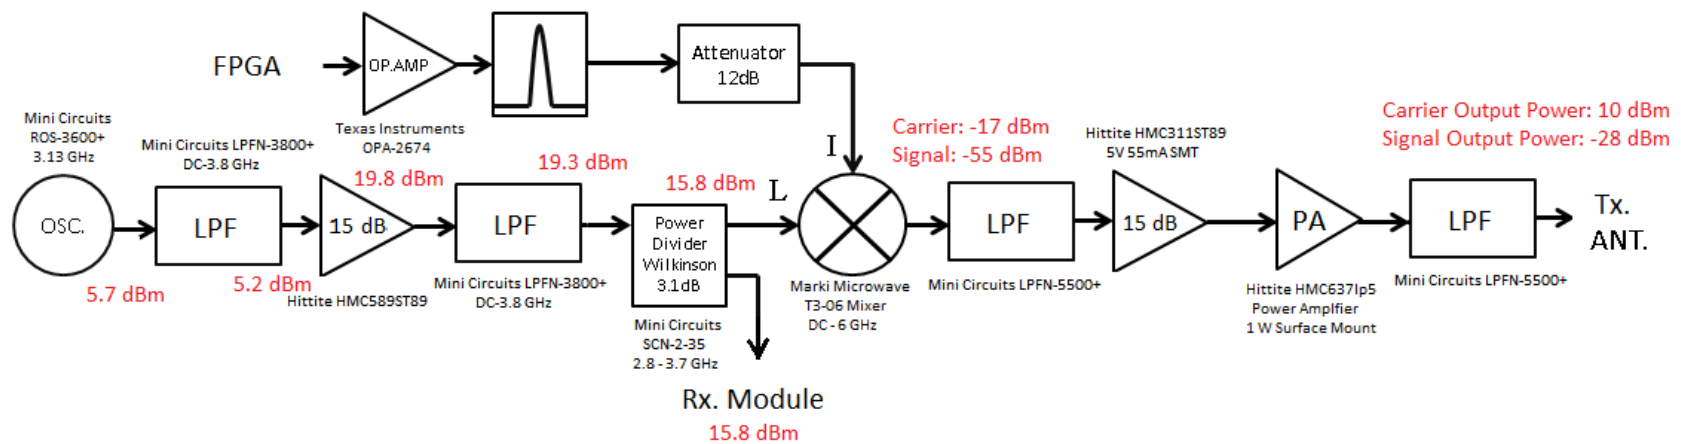 FPGA
OP.AMP
Texas Instruments
OPA-2674
Attenuator
12dB
Mini Circuits
ROS-3600+
3.13 GHz
OSC.
5.7 dBm
Mini Circuits LPFN-3800+
DC-3.8 GHz
LPF
5.2 dBm
19.8 dBm
15 dB
Hittite HMC589ST89
LPF
Mini Circuits LPFN-3800+
DC-3.8 GHz
19.3 dBm
Power
Divider
Wilkinson
3.1dB
Mini Circuits
SCN-2-35
2.8 - 3.7 GHz
15.8 dBm
L
I
Rx. Module
15.8 dBm
Marki Microwave
T3-06 Mixer
DC - 6 GHz
Carrier: -17 dBm
Signal: -55 dBm
LPF
Mini Circuits LPFN-5500+
Hittite HMC311ST89
5V 55mA SMT
15 dB
PA
Hittite HMC637lp5
Power Amplfier
1 W Surface Mount
Carrier Output Power: 10 dBm
Signal Output Power: -28 dBm
LPF
Mini Circuits LPFN-5500+
Tx.
ANT.